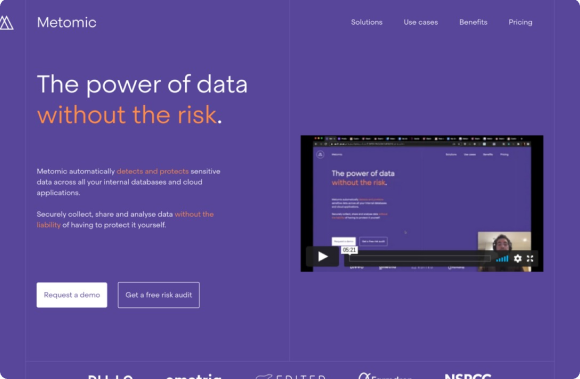 Metomic
Solutions Use cases Benefits Pricing
The power of data
without the risk.
Metomic automatically detects and protects sensitive
data across all your internal databases and cloud
applications.
Securely collect, share and analyse data without the
liability of having to protect it yourself.
Request a demo Get a free risk audit
The power of data
without the risk.
05:21